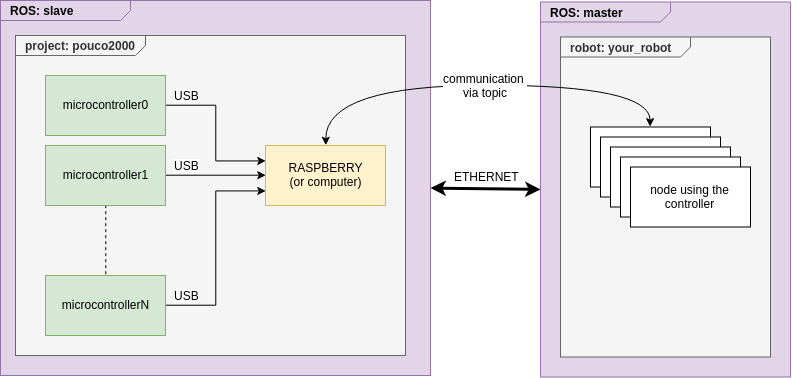 ROS: slave
project: pouco2000
microcontroller0
USB
microcontroller1
USB
microcontrollerN
USB
RASPBERRY
(or computer)
communication
via topic
ETHERNET
ROS: master
robot: your_robot
node using the
controller